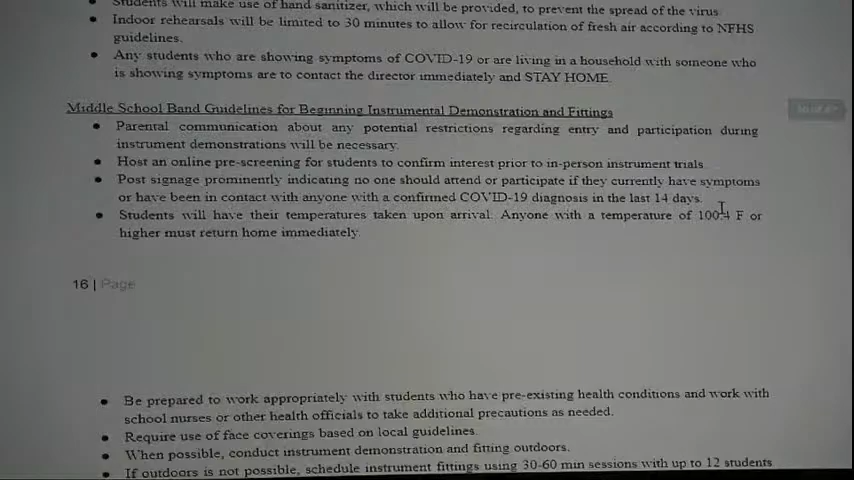 Students will make use of hand sanitizer, which will be provided, to prevent the spread of the virus.
• Indoor rehearsals will be limited to 30 minutes to allow for recirculation of fresh air according to NFHS
guidelines.
• Any students who are showing symptoms of COVID-19 or are living in a household with someone who
is showing symptoms are to contact the director immediately and STAY HOME.
Middle School Band Guidelines for Beginning Instrumental Demonstration and Fittings
• Parental communication about any potential restrictions regarding entry and participation during
instrument demonstrations will be necessary.
• Host an online pre-screening for students to confirm interest prior to in-person instrument trials.
• Post signage prominently indicating no one should attend or participate if they currently have symptoms
or have been in contact with anyone with a confirmed COVID-19 diagnosis in the last 14 days.
• Students will have their temperatures taken upon arrival. Anyone with a temperature of 100.4 F or
higher must return home immediately.
16 | Page
• Be prepared to work appropriately with students who have pre-existing health conditions and work with
school nurses or other health officials to take additional precautions as needed.
• Require use of face coverings based on local guidelines.
• When possible, conduct instrument demonstration and fitting outdoors.
• If outdoors is not possible, schedule instrument fittings using 30-60 min sessions with up to 12 students